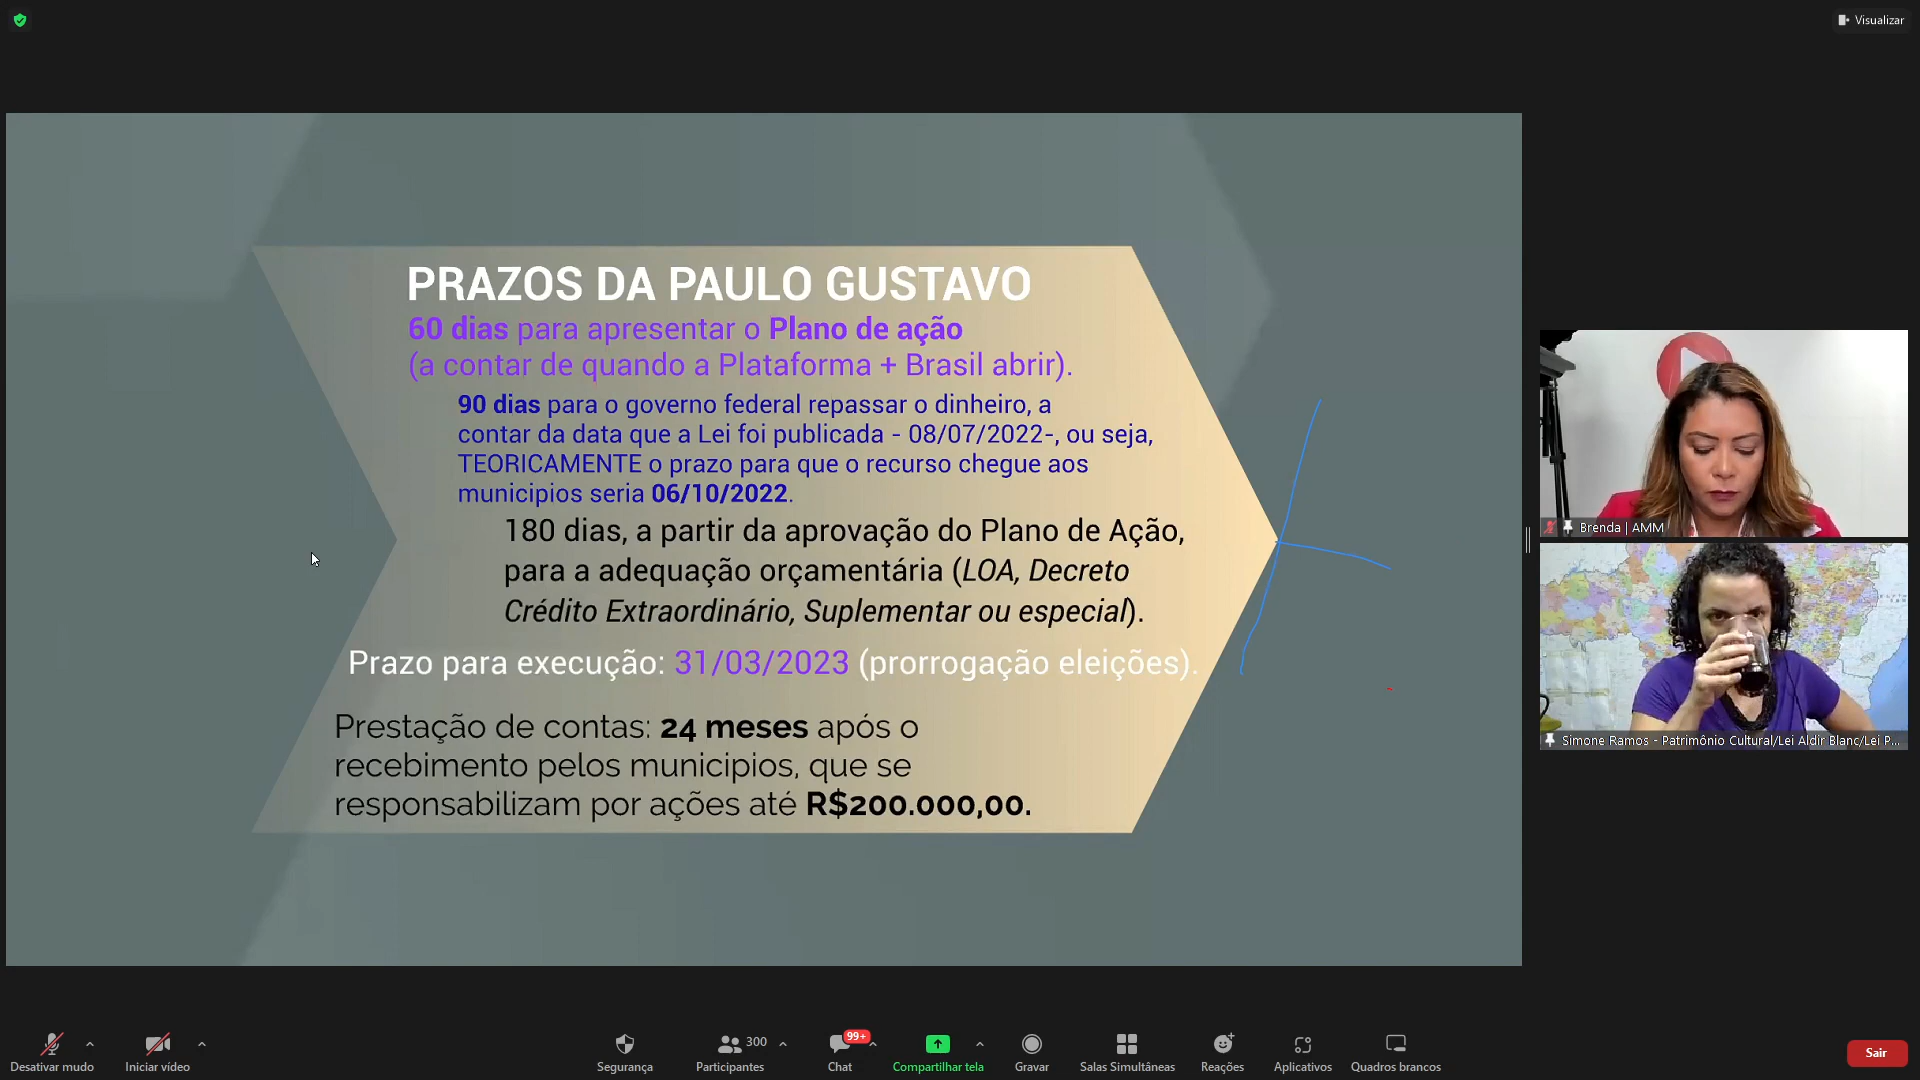 Visualizar
PRAZOS DA PAULO GUSTAVO
60 dias para apresentar o Plano de ação
(a contar de quando a Plataforma + Brasil abrir).
90 dias para o governo federal repassar o dinheiro, a
contar da data que a Lei foi publicada - 08/07/2022-, ou seja,
TEORICAMENTE o prazo para que o recurso chegue aos
municipios seria 06/10/2022.
180 dias, a partir da aprovação do Plano de Ação,
para a adequação orçamentária (LOA, Decreto
Crédito Extraordinário, Suplementar ou especial).
Prazo para execução: 31/03/2023 (prorrogação eleições).
Prestação de contas: 24 meses após o
recebimento pelos municipios, que se
responsabilizam por ações até R$200.000,00.
Brenda | AMM
Simone Ramos - Patrimônio Cultural/Lei Aldir Blanc/Lei P...
Desativar mudo
Iniciar vídeo
Segurança
300
Participantes
99+
Chat
Compartilhar tela
Gravar
Salas Simultâneas
Reações
Aplicativos
Quadros brancos
Sair